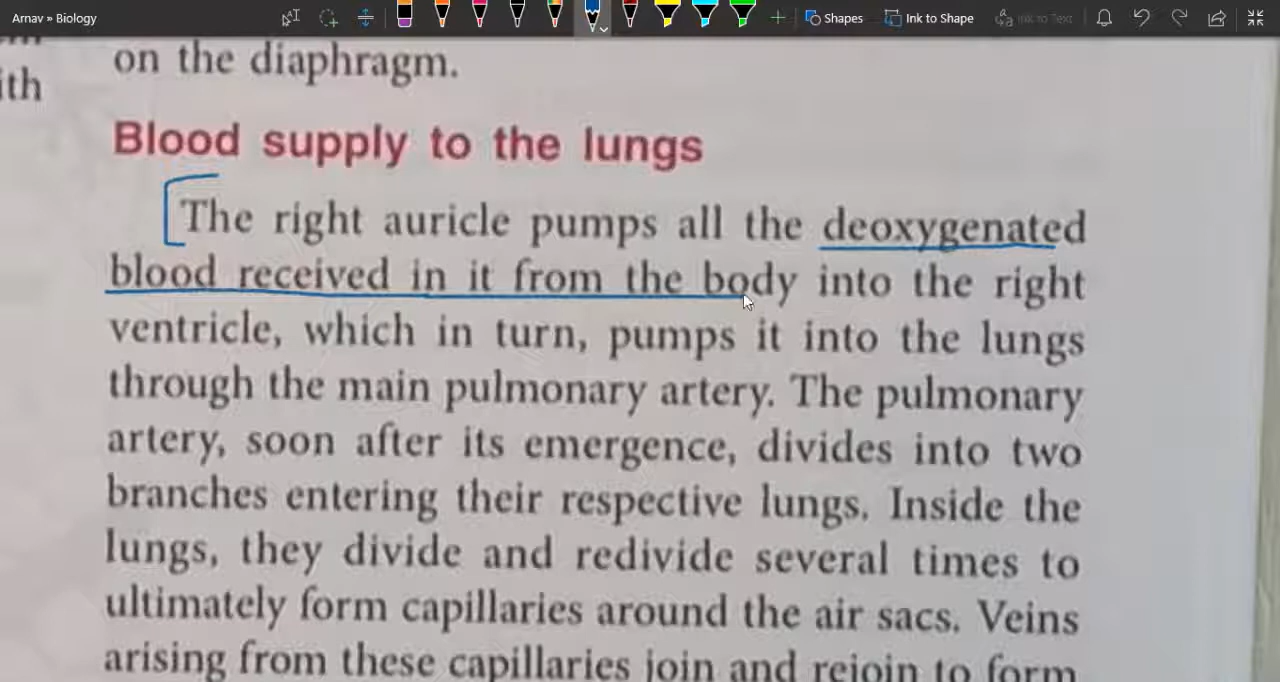 Arnav » Biology
Shapes
Ink to Shape
Ink to Text
ith
on the diaphragm.
Blood supply to the lungs
The right auricle pumps all the deoxygenated
blood received in it from the body into the right
ventricle, which in turn, pumps it into the lungs
through the main pulmonary artery. The pulmonary
artery, soon after its emergence, divides into two
branches entering their respective lungs. Inside the
lungs, they divide and redivide several times to
ultimately form capillaries around the air sacs. Veins
arising from these capillaries join and rejoin to form